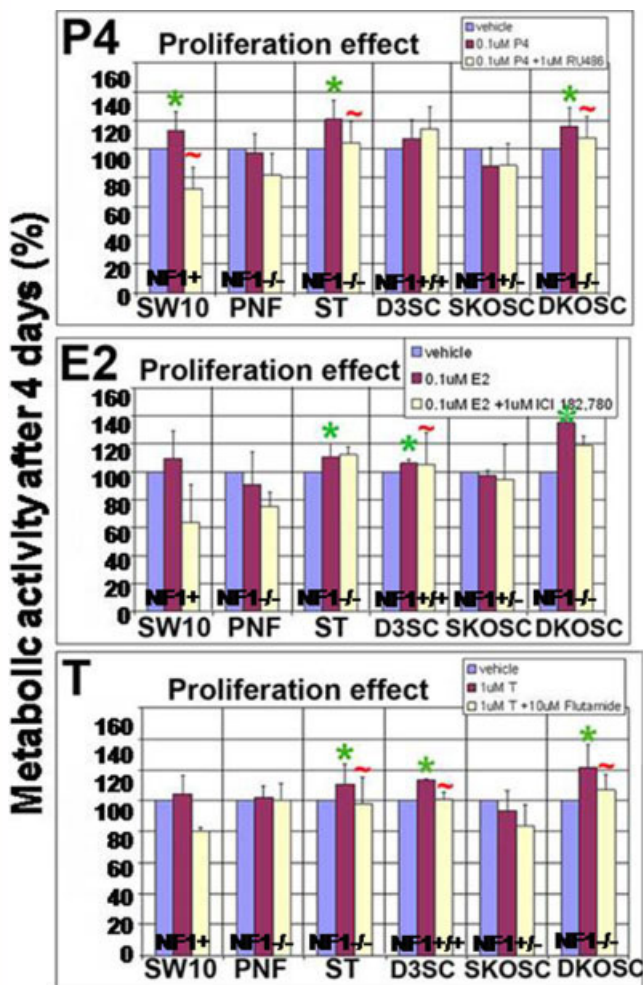 P4
Proliferation effect
vehicle
0.1uM P4
0.1uM P4 +1uM RU486
* * *
~ ~ ~
160
140
120
100
80
60
40
20
0
NF1+ NF1-/- NF1-/- NF1+/+ NF1+/- NF1-/-
SW10 PNF ST D3SC SKOSC DKOSC
E2
Proliferation effect
vehicle
0.1uM E2
0.1uM E2 +1uM ICI 182,780
* * *
~
160
140
120
100
80
60
40
20
0
NF1+ NF1-/- NF1-/- NF1+/+ NF1+/- NF1-/-
SW10 PNF ST D3SC SKOSC DKOSC
T
Proliferation effect
vehicle
1uM T
1uM T +10uM Flutamide
* * *
~ ~ ~
160
140
120
100
80
60
40
20
0
NF1+ NF1-/- NF1-/- NF1+/+ NF1+/- NF1-/-
SW10 PNF ST D3SC SKOSC DKOSC
Metabolic activity after 4 days (%)